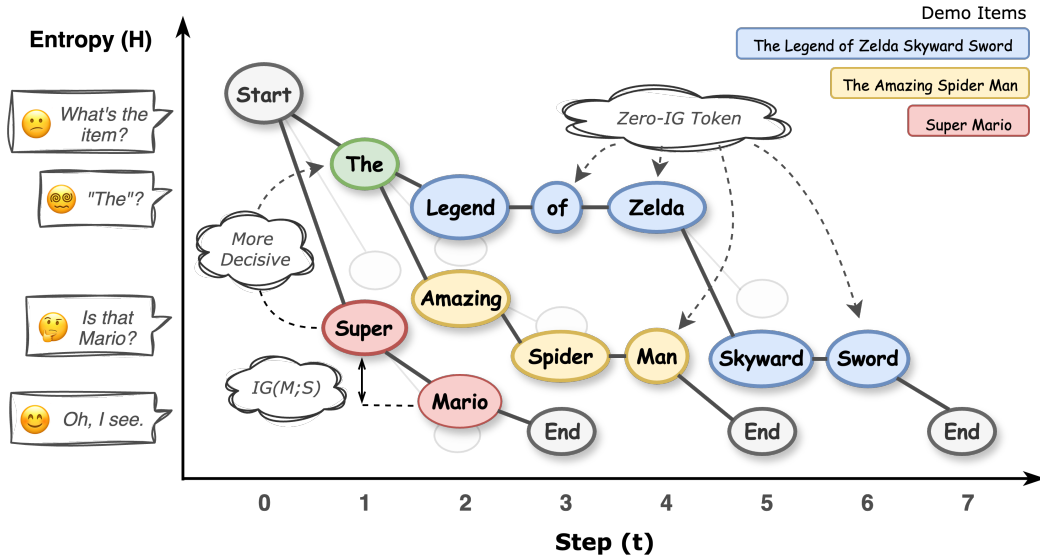 Demo Items
The Legend of Zelda Skyward Sword
The Amazing Spider Man
Super Mario
Entropy (H)
What's the
item?
"The"?
Is that
Mario?
Oh, I see.
Start
The
Legend
of
Zelda
Zero-IG Token
More
Decisive
Amazing
Super
Spider
Man
Skyward
Sword
IG(M;S)
Mario
End
End
End
0
1
2
3
4
5
6
7
Step (t)